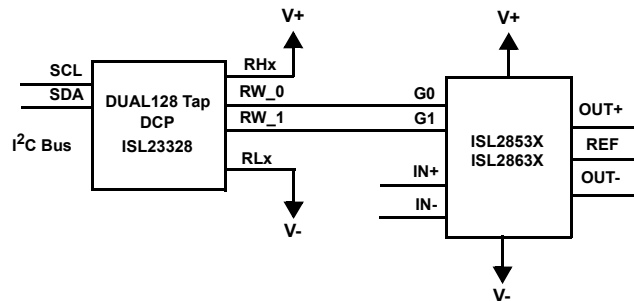 V+
V+
SCL
SDA
I²C Bus
DUAL128 Tap
DCP
ISL23328
RHx
RW_0
RW_1
RLx
V-
G0
G1
IN+
IN-
ISL2853X
ISL2863X
OUT+
REF
OUT-
V-